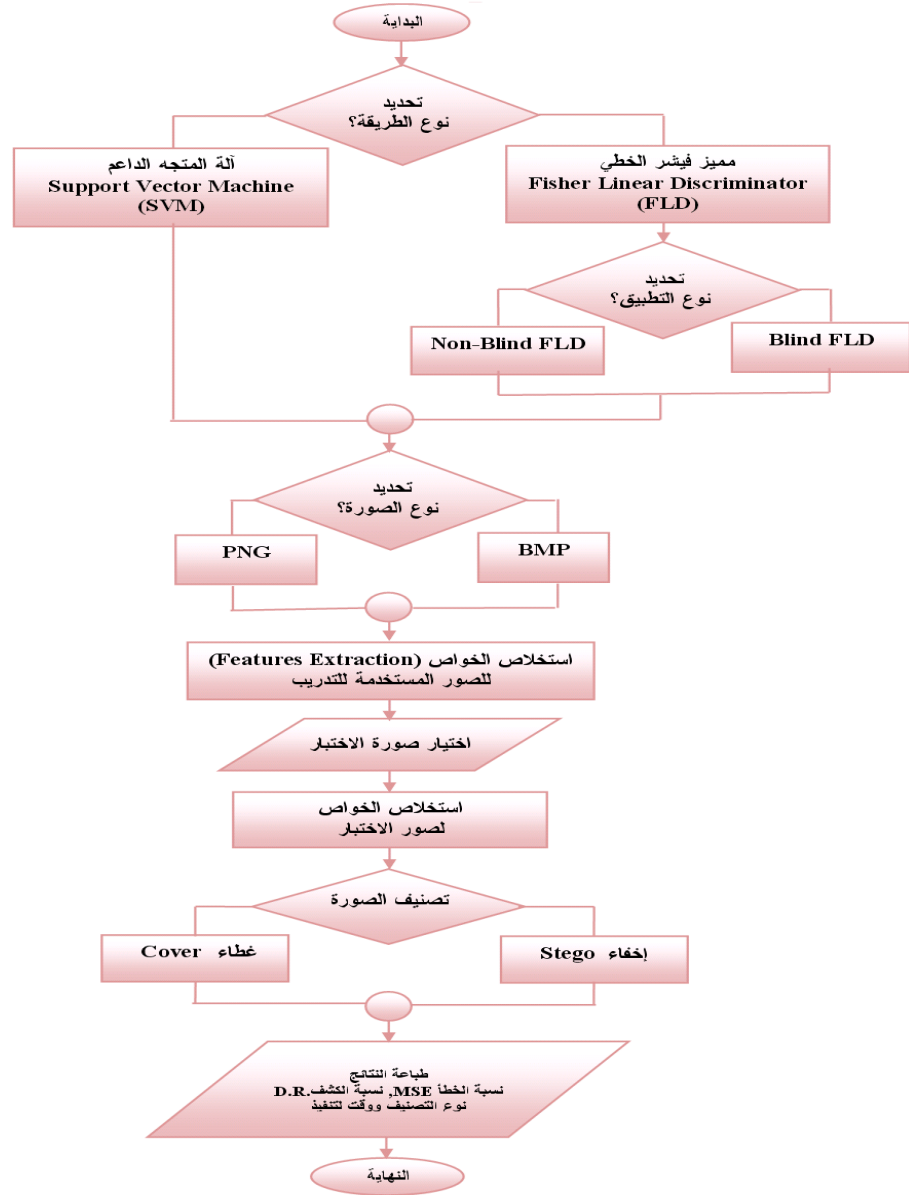 البداية
تحديد
نوع الطريقة؟
آلة المتجه الداعم
Support Vector Machine
(SVM)
مميز فيشر الخطي
Fisher Linear Discriminator
(FLD)
تحديد
نوع التطبيق؟
Non-Blind FLD
Blind FLD
تحديد
نوع الصورة؟
PNG
BMP
استخلاص الخواص (Features Extraction)
للصور المستخدمة للتدريب
اختيار صورة الاختبار
استخلاص الخواص
لصور الاختبار
تصنيف الصورة
غطاء Cover
إخفاء Stego
طباعة النتائج
نسبة الخطأ MSE, نسبة الكشف.D.R
نوع التصنيف ووقت لتنفيذ
النهاية